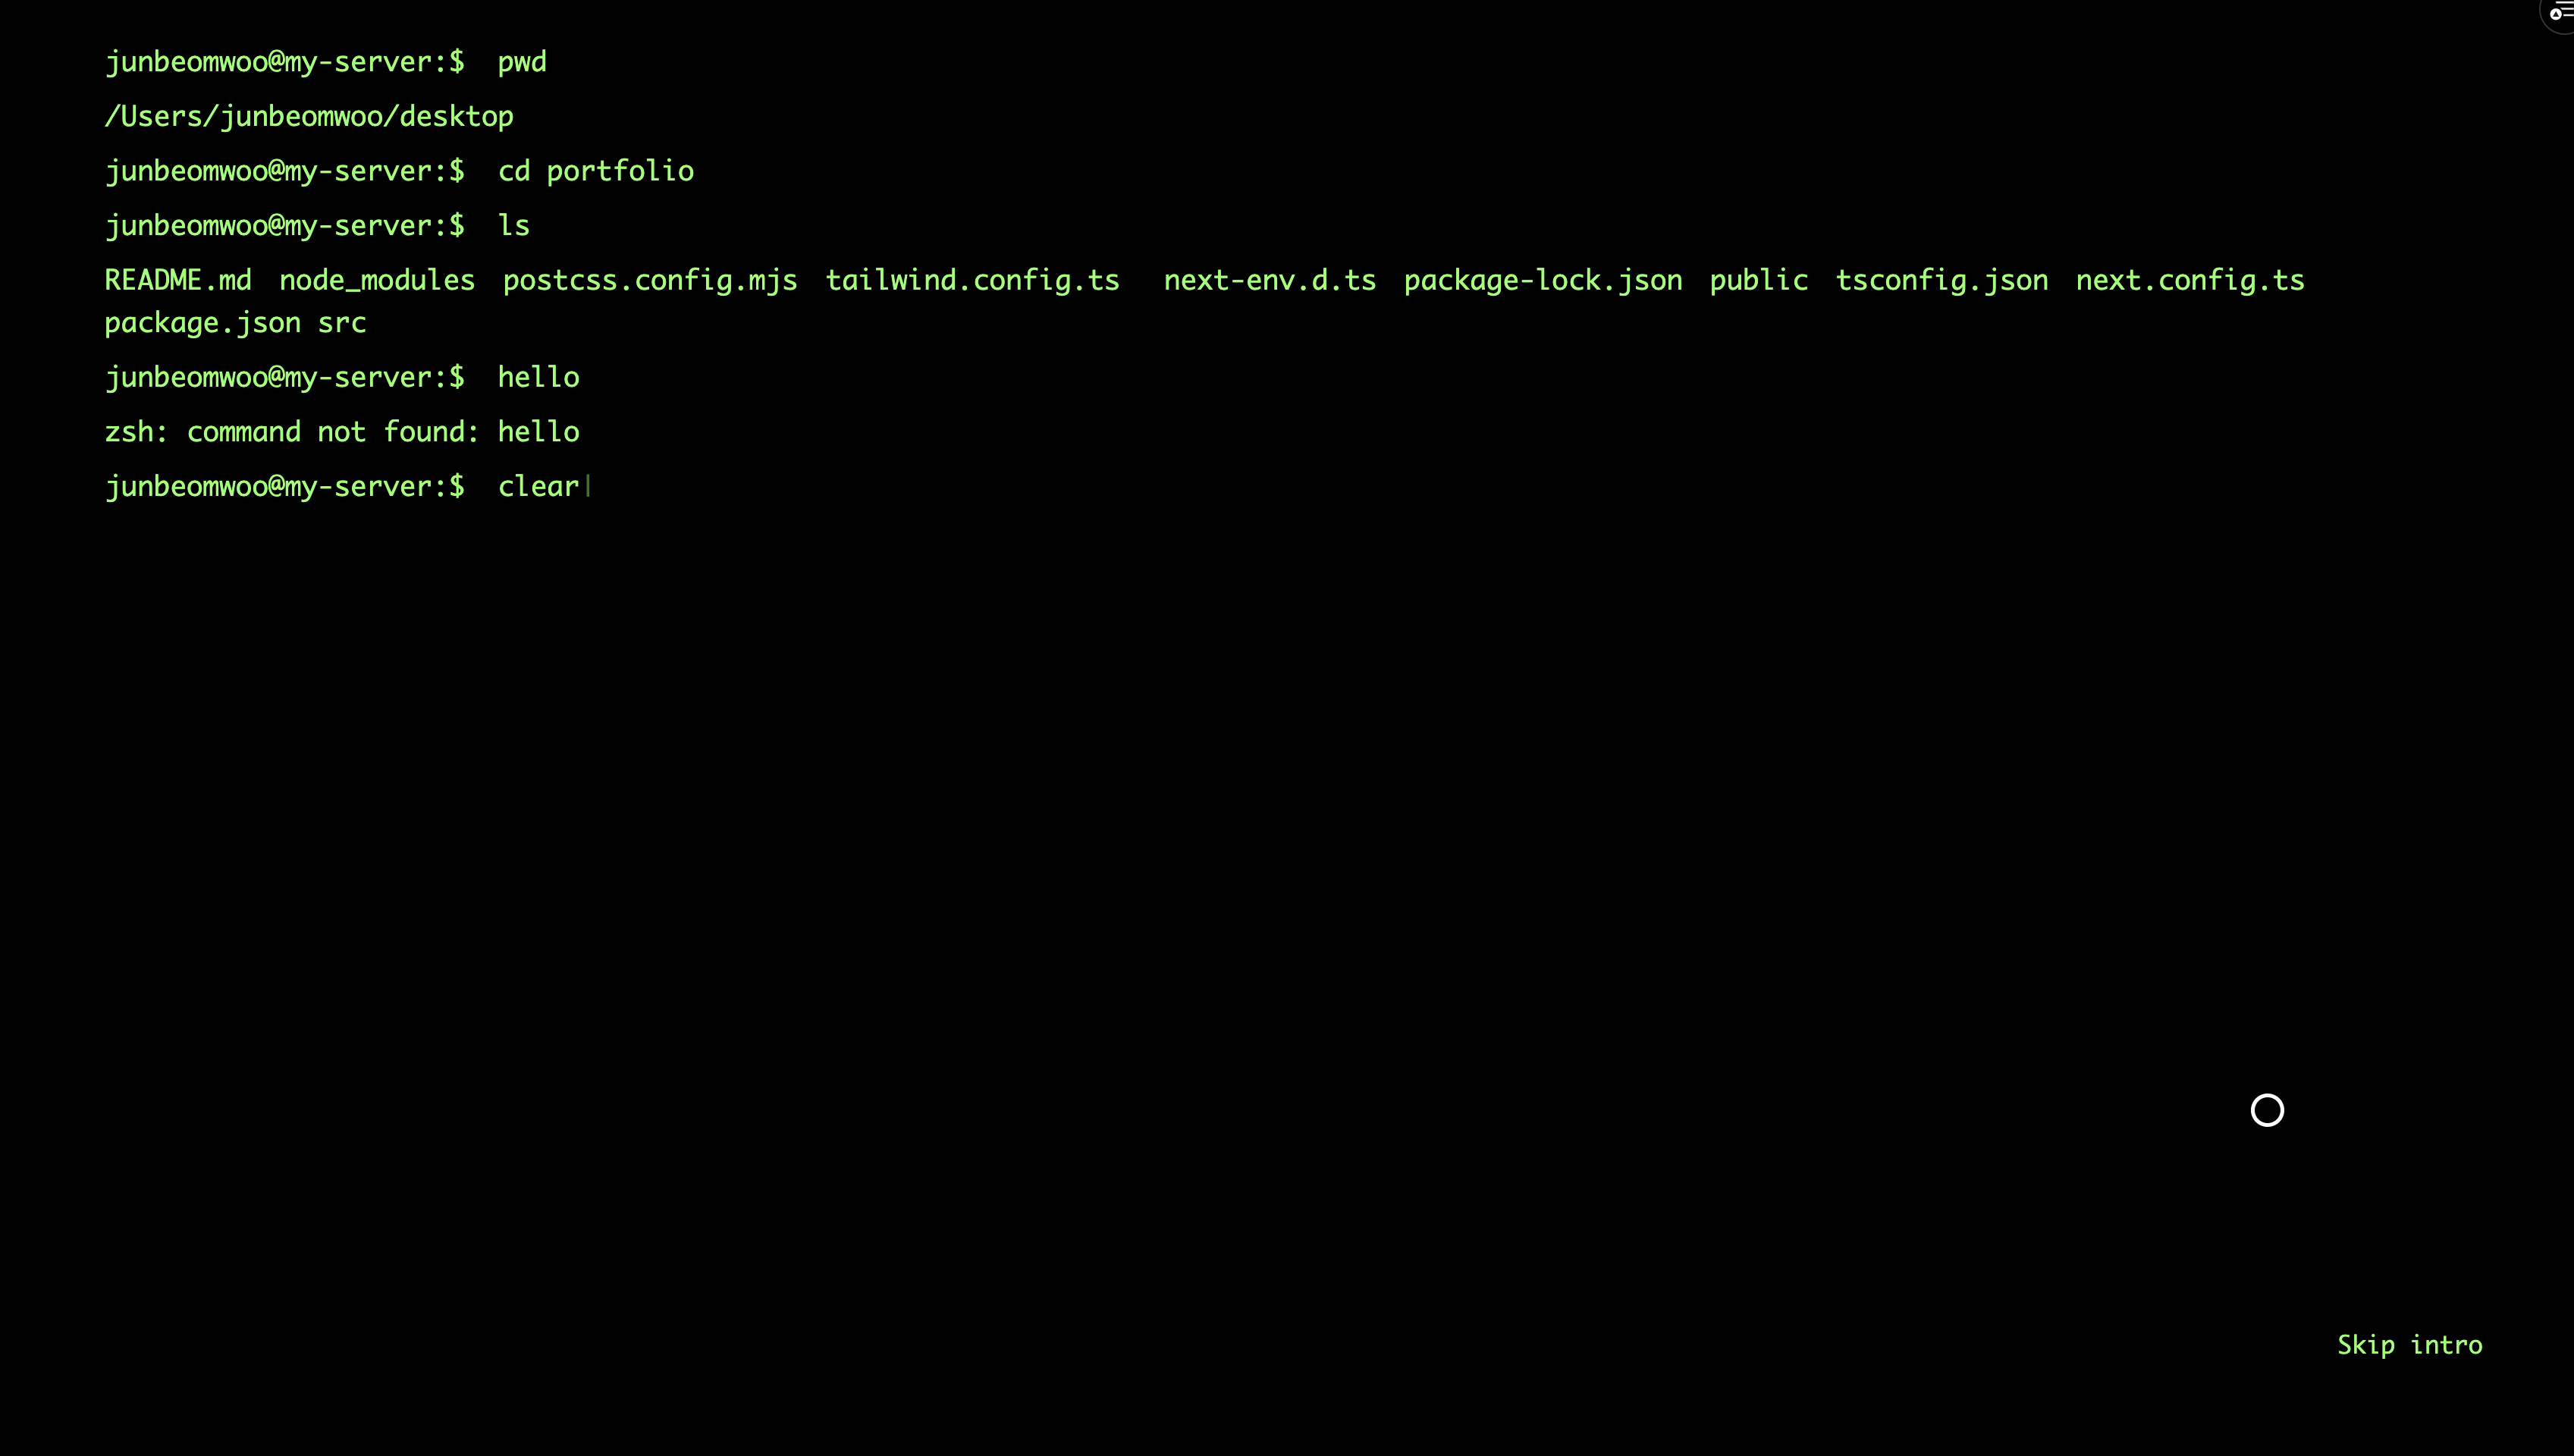 junbeomwoo@my-server:$  pwd
/Users/junbeomwoo/desktop
junbeomwoo@my-server:$  cd portfolio
junbeomwoo@my-server:$  ls
README.md  node_modules  postcss.config.mjs  tailwind.config.ts   next-env.d.ts  package-lock.json  public  tsconfig.json  next.config.ts
package.json src
junbeomwoo@my-server:$  hello
zsh: command not found: hello
junbeomwoo@my-server:$  clear
Skip intro